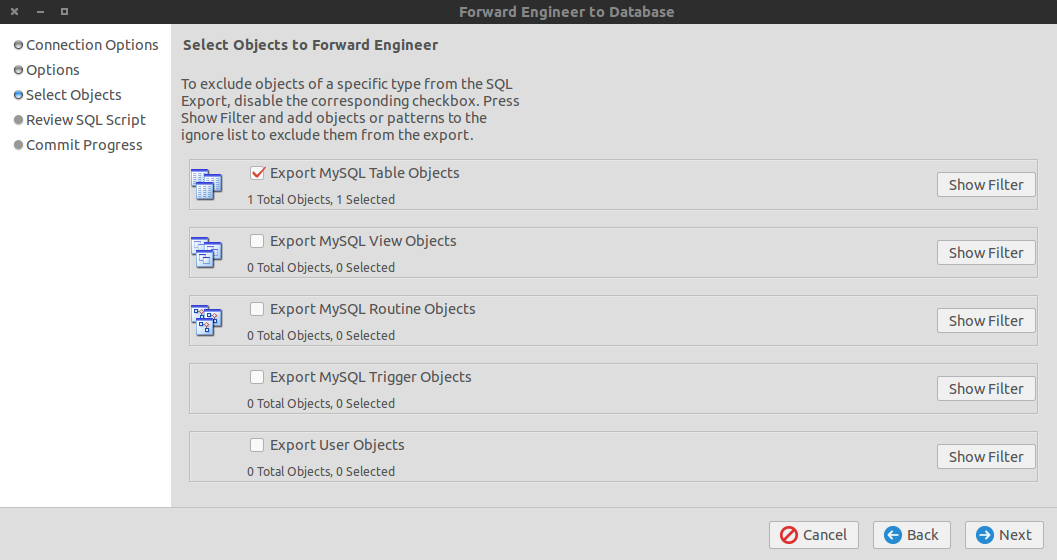 Forward Engineer to Database
Connection Options
Options
Select Objects
Review SQL Script
Commit Progress
Select Objects to Forward Engineer
To exclude objects of a specific type from the SQL
Export, disable the corresponding checkbox. Press
Show Filter and add objects or patterns to the
ignore list to exclude them from the export.
Export MySQL Table Objects
1 Total Objects, 1 Selected
Show Filter
Export MySQL View Objects
0 Total Objects, 0 Selected
Show Filter
Export MySQL Routine Objects
0 Total Objects, 0 Selected
Show Filter
Export MySQL Trigger Objects
0 Total Objects, 0 Selected
Show Filter
Export User Objects
0 Total Objects, 0 Selected
Show Filter
Cancel
Back
Next